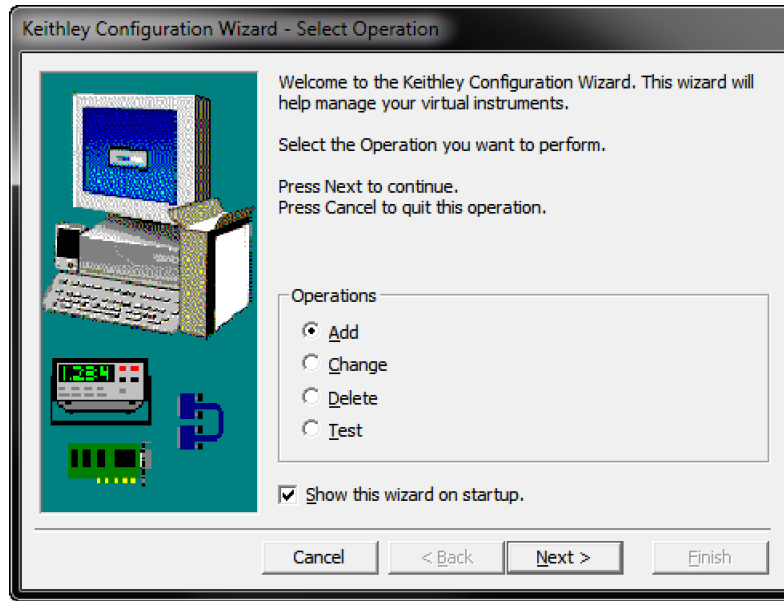 Keithley Configuration Wizard - Select Operation
Welcome to the Keithley Configuration Wizard. This wizard will
help manage your virtual instruments.
Select the Operation you want to perform.
Press Next to continue.
Press Cancel to quit this operation.
Operations
Add
Change
Delete
Test
Show this wizard on startup.
1.234
Cancel
< Back
Next >
Finish